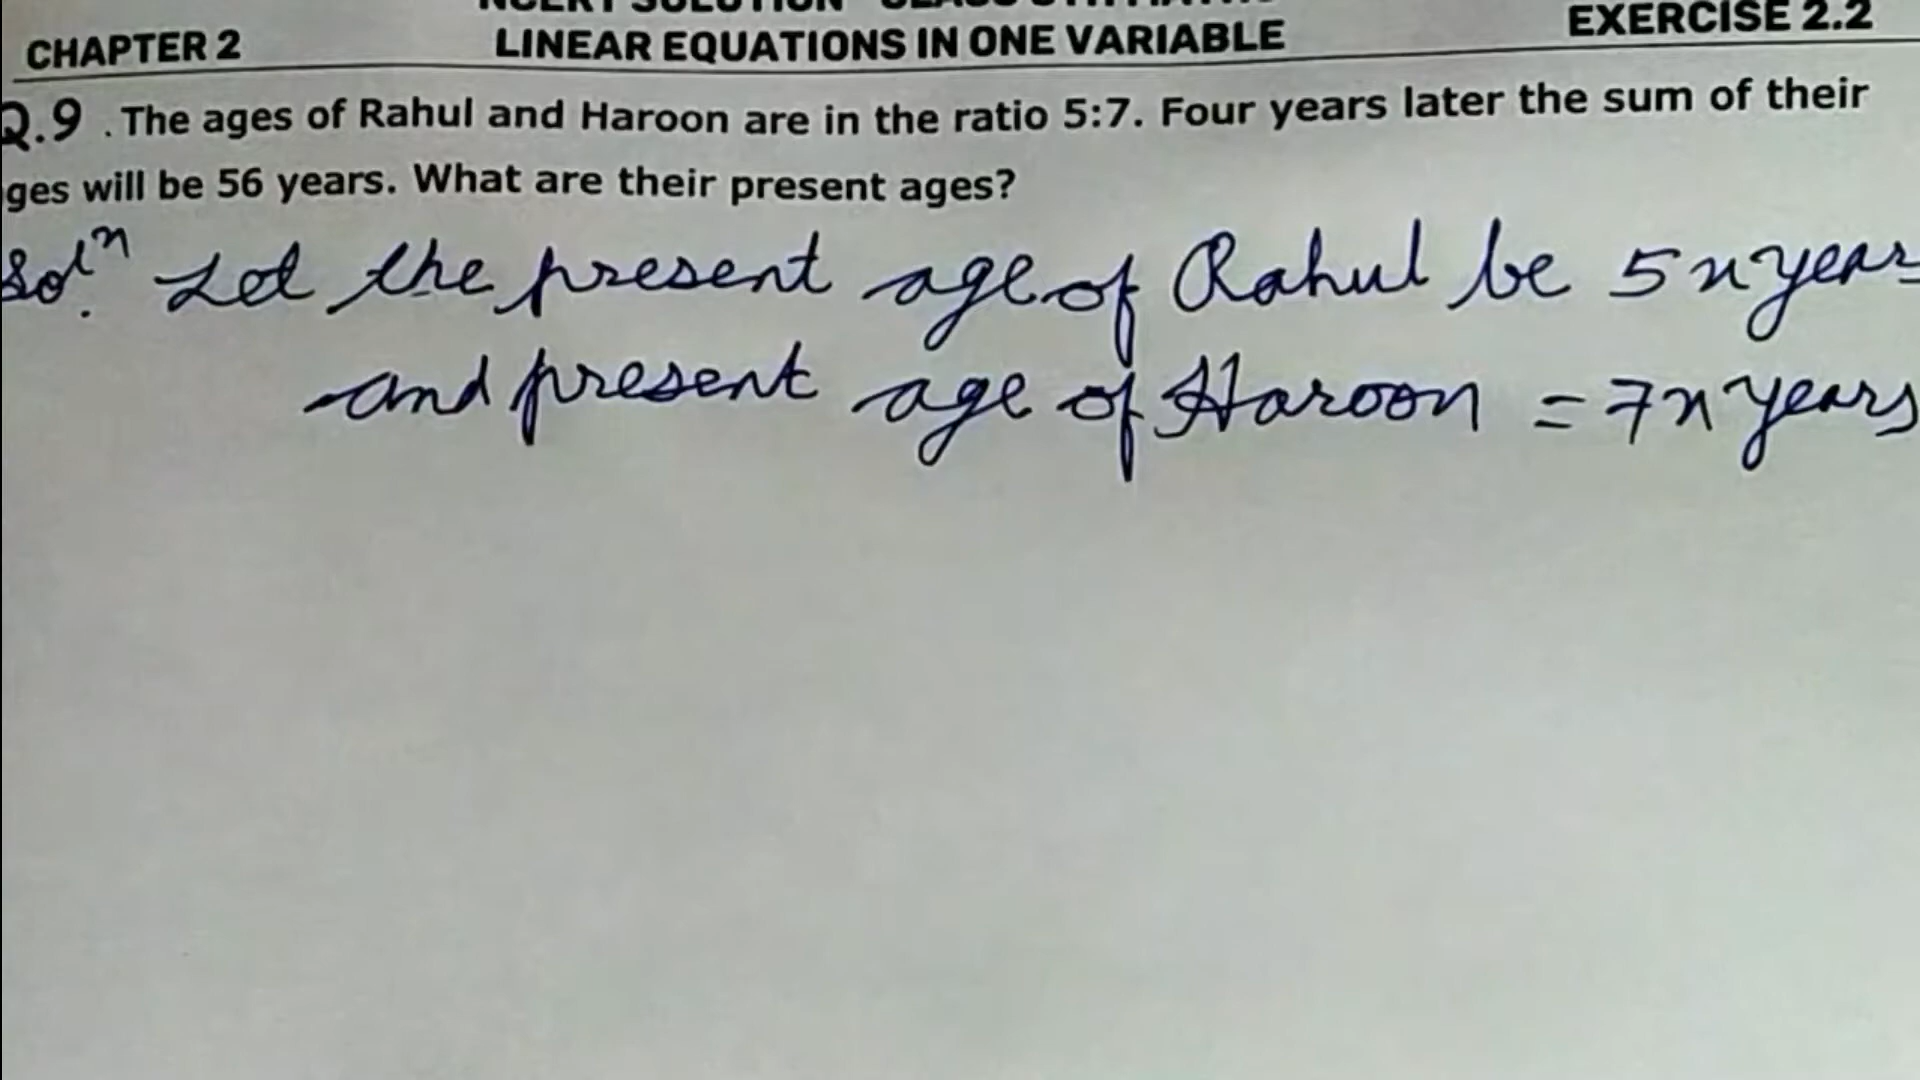 CHAPTER 2
LINEAR EQUATIONS IN ONE VARIABLE
EXERCISE 2.2
Q.9 . The ages of Rahul and Haroon are in the ratio 5:7. Four years later the sum of their
ges will be 56 years. What are their present ages?
Solⁿ. Let the present age of Rahul be 5x years
and present age of Haroon = 7x years